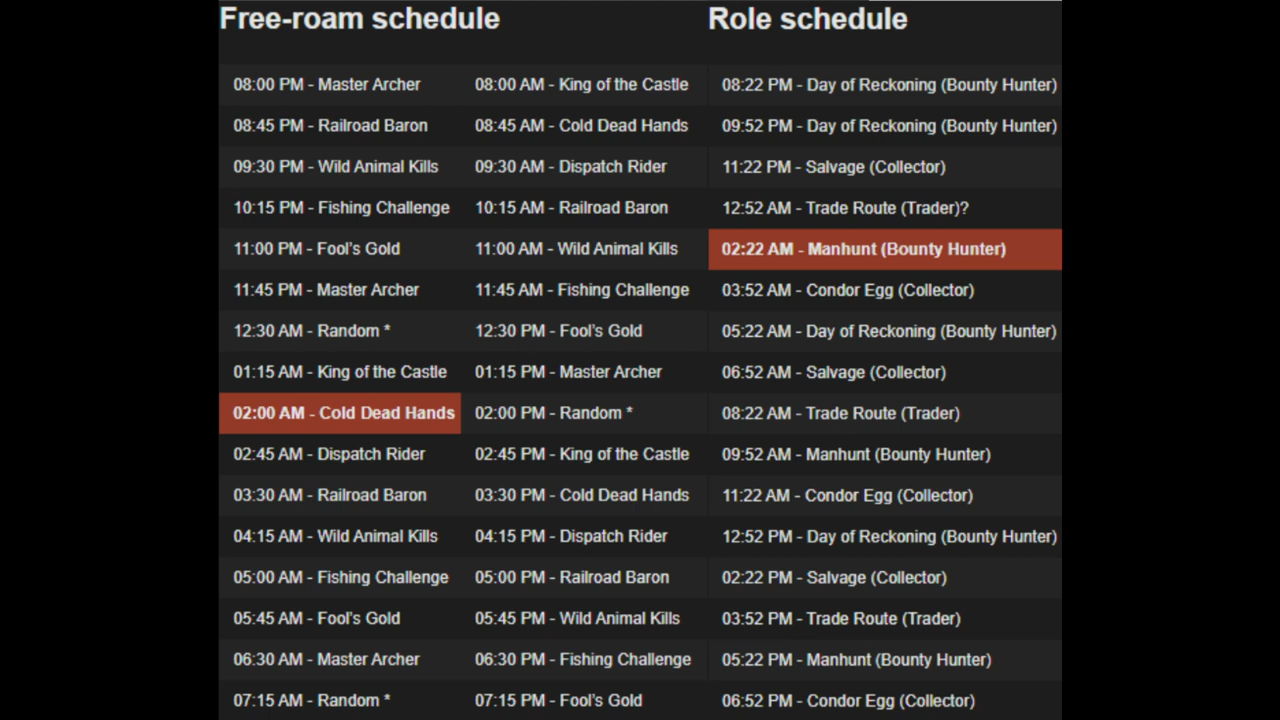 Free-roam schedule
08:00 PM - Master Archer
08:45 PM - Railroad Baron
09:30 PM - Wild Animal Kills
10:15 PM - Fishing Challenge
11:00 PM - Fool's Gold
11:45 PM - Master Archer
12:30 AM - Random *
01:15 AM - King of the Castle
02:00 AM - Cold Dead Hands
02:45 AM - Dispatch Rider
03:30 AM - Railroad Baron
04:15 AM - Wild Animal Kills
05:00 AM - Fishing Challenge
05:45 AM - Fool's Gold
06:30 AM - Master Archer
07:15 AM - Random *
08:00 AM - King of the Castle
08:45 AM - Cold Dead Hands
09:30 AM - Dispatch Rider
10:15 AM - Railroad Baron
11:00 AM - Wild Animal Kills
11:45 AM - Fishing Challenge
12:30 PM - Fool's Gold
01:15 PM - Master Archer
02:00 PM - Random *
02:45 PM - King of the Castle
03:30 PM - Cold Dead Hands
04:15 PM - Dispatch Rider
05:00 PM - Railroad Baron
05:45 PM - Wild Animal Kills
06:30 PM - Fishing Challenge
07:15 PM - Fool's Gold
Role schedule
08:22 PM - Day of Reckoning (Bounty Hunter)
09:52 PM - Day of Reckoning (Bounty Hunter)
11:22 PM - Salvage (Collector)
12:52 AM - Trade Route (Trader)?
02:22 AM - Manhunt (Bounty Hunter)
03:52 AM - Condor Egg (Collector)
05:22 AM - Day of Reckoning (Bounty Hunter)
06:52 AM - Salvage (Collector)
08:22 AM - Trade Route (Trader)
09:52 AM - Manhunt (Bounty Hunter)
11:22 AM - Condor Egg (Collector)
12:52 PM - Day of Reckoning (Bounty Hunter)
02:22 PM - Salvage (Collector)
03:52 PM - Trade Route (Trader)
05:22 PM - Manhunt (Bounty Hunter)
06:52 PM - Condor Egg (Collector)